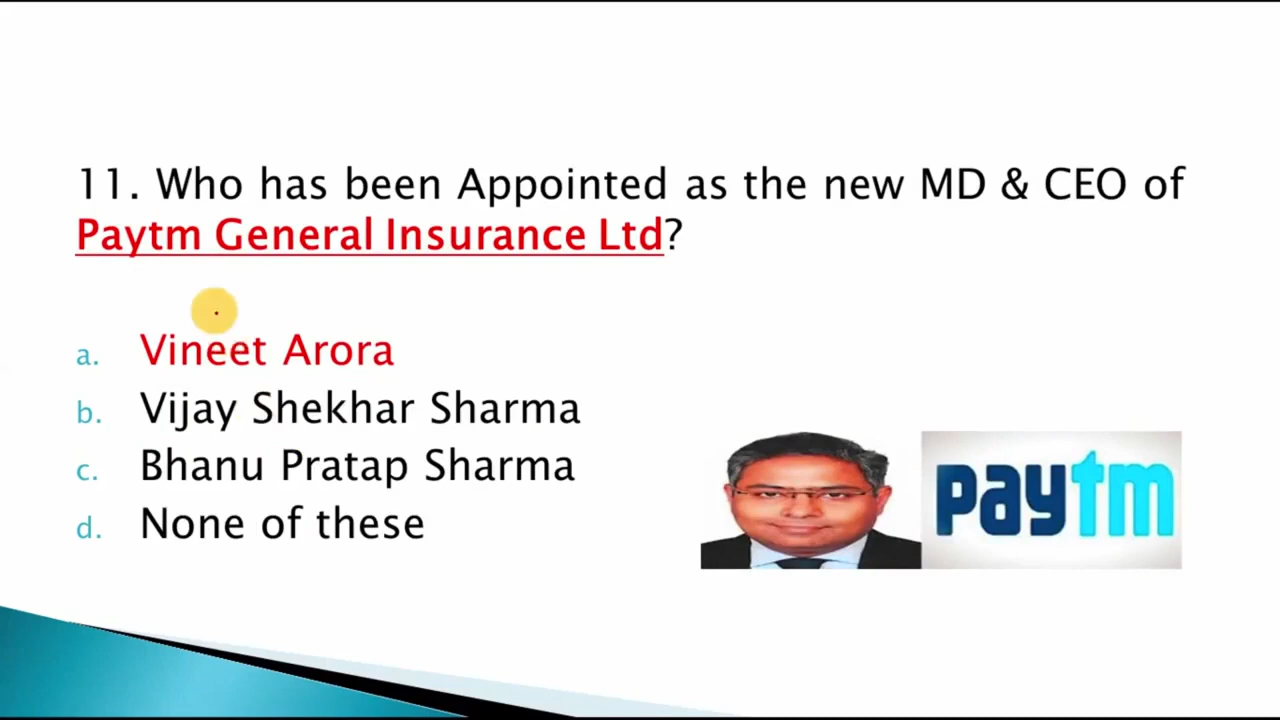 11. Who has been Appointed as the new MD & CEO of
Paytm General Insurance Ltd?
a. Vineet Arora
b. Vijay Shekhar Sharma
c. Bhanu Pratap Sharma
d. None of these
paytm